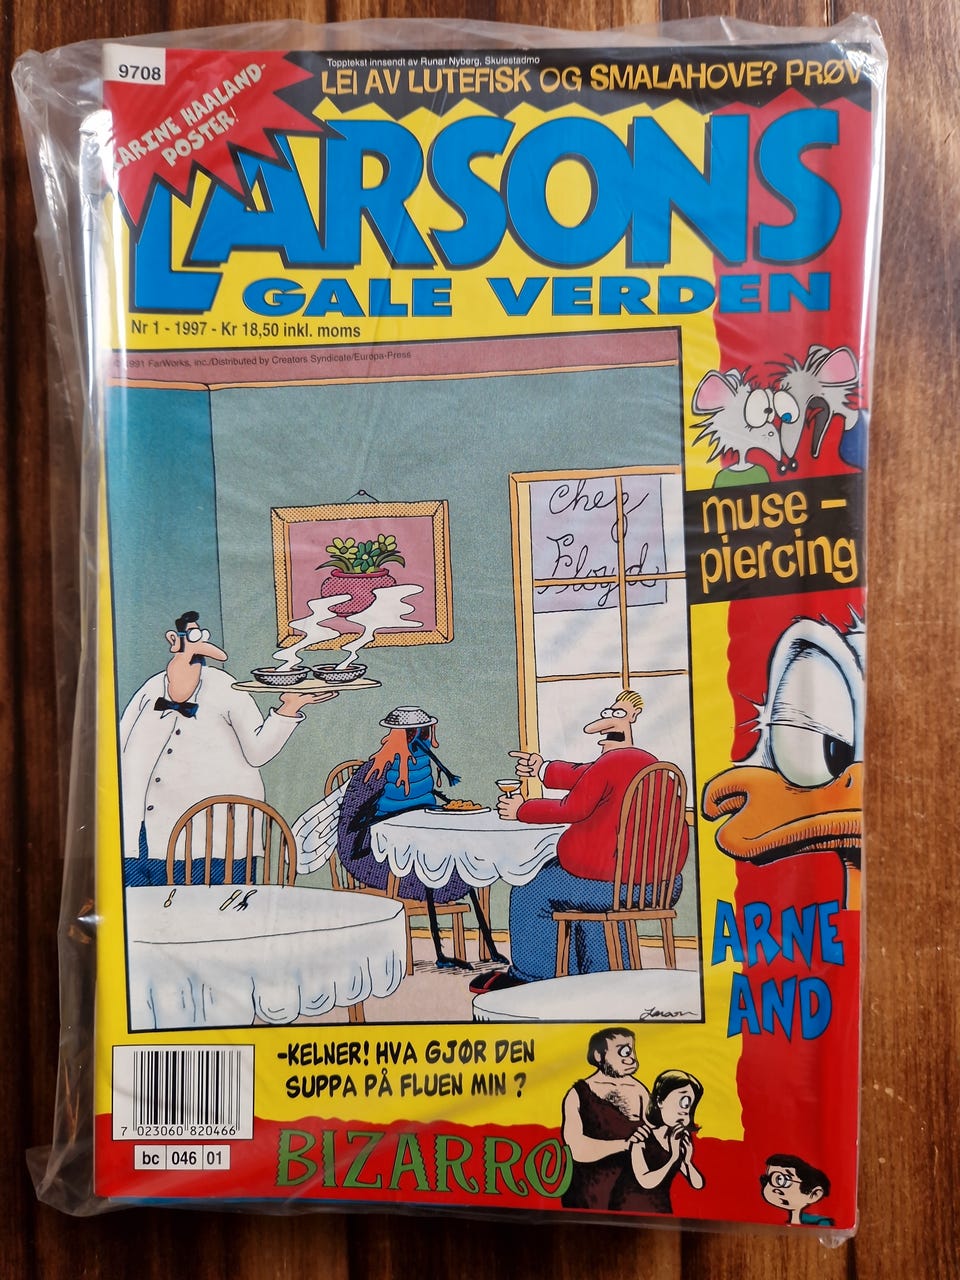 9708
Topptekst innsendt av Runar Nyberg, Skulestadmo
LEI AV LUTEFISK OG SMALAHOVE? PRØV
KARINE HAALAND-
POSTER!
LARSONS
GALE VERDEN
Nr 1 - 1997 - Kr 18,50 inkl. moms
1991 FarWorks, inc./Distributed by Creators Syndicate/Europa-Press
Chez
Floyd
muse -
piercing
ARNE
AND
Larson
-KELNER! HVA GJØR DEN
SUPPA PÅ FLUEN MIN ?
7 023060 820466
bc 046 01
BIZARRO